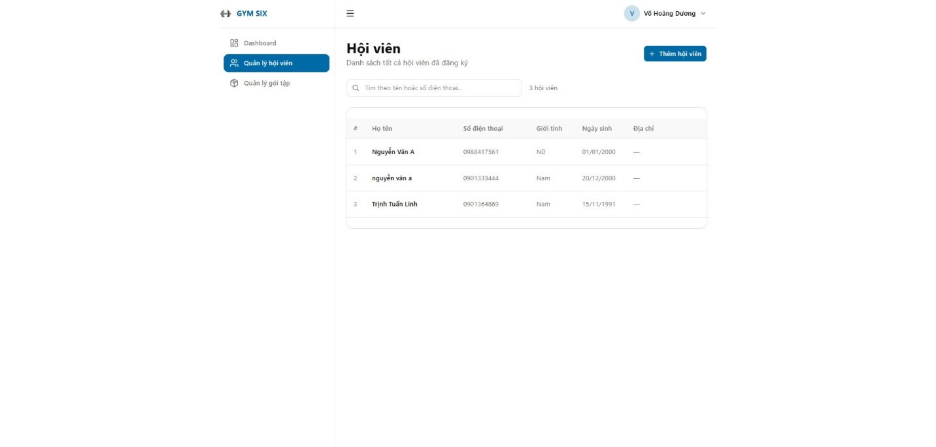 GYM SIX
V Võ Hoàng Dương
Dashboard
Quản lý hội viên
Quản lý gói tập
Hội viên
Danh sách tất cả hội viên đã đăng ký
+ Thêm hội viên
Tìm theo tên hoặc số điện thoại...
3 hội viên
# Họ tên Số điện thoại Giới tính Ngày sinh Địa chỉ
1 Nguyễn Văn A 0986417561 Nữ 01/01/2000 —
2 nguyễn văn a 0901333444 Nam 20/12/2000 —
3 Trịnh Tuấn Linh 0901364869 Nam 15/11/1991 —